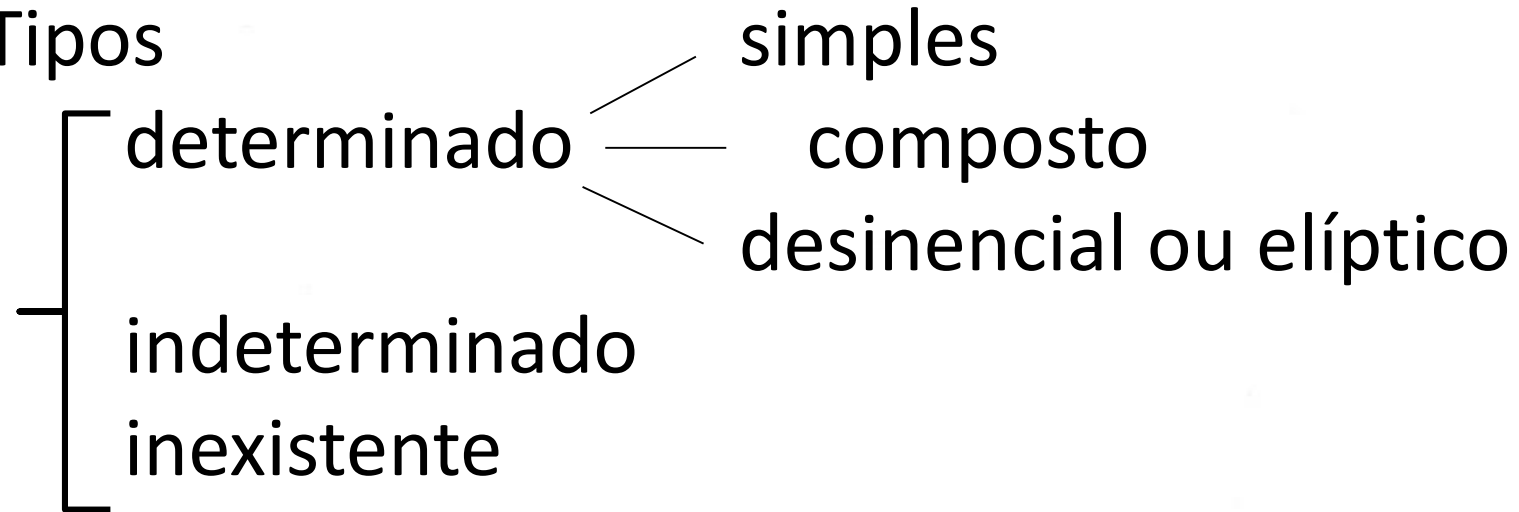 Tipos simples
determinado composto
desinencial ou elíptico
indeterminado
inexistente